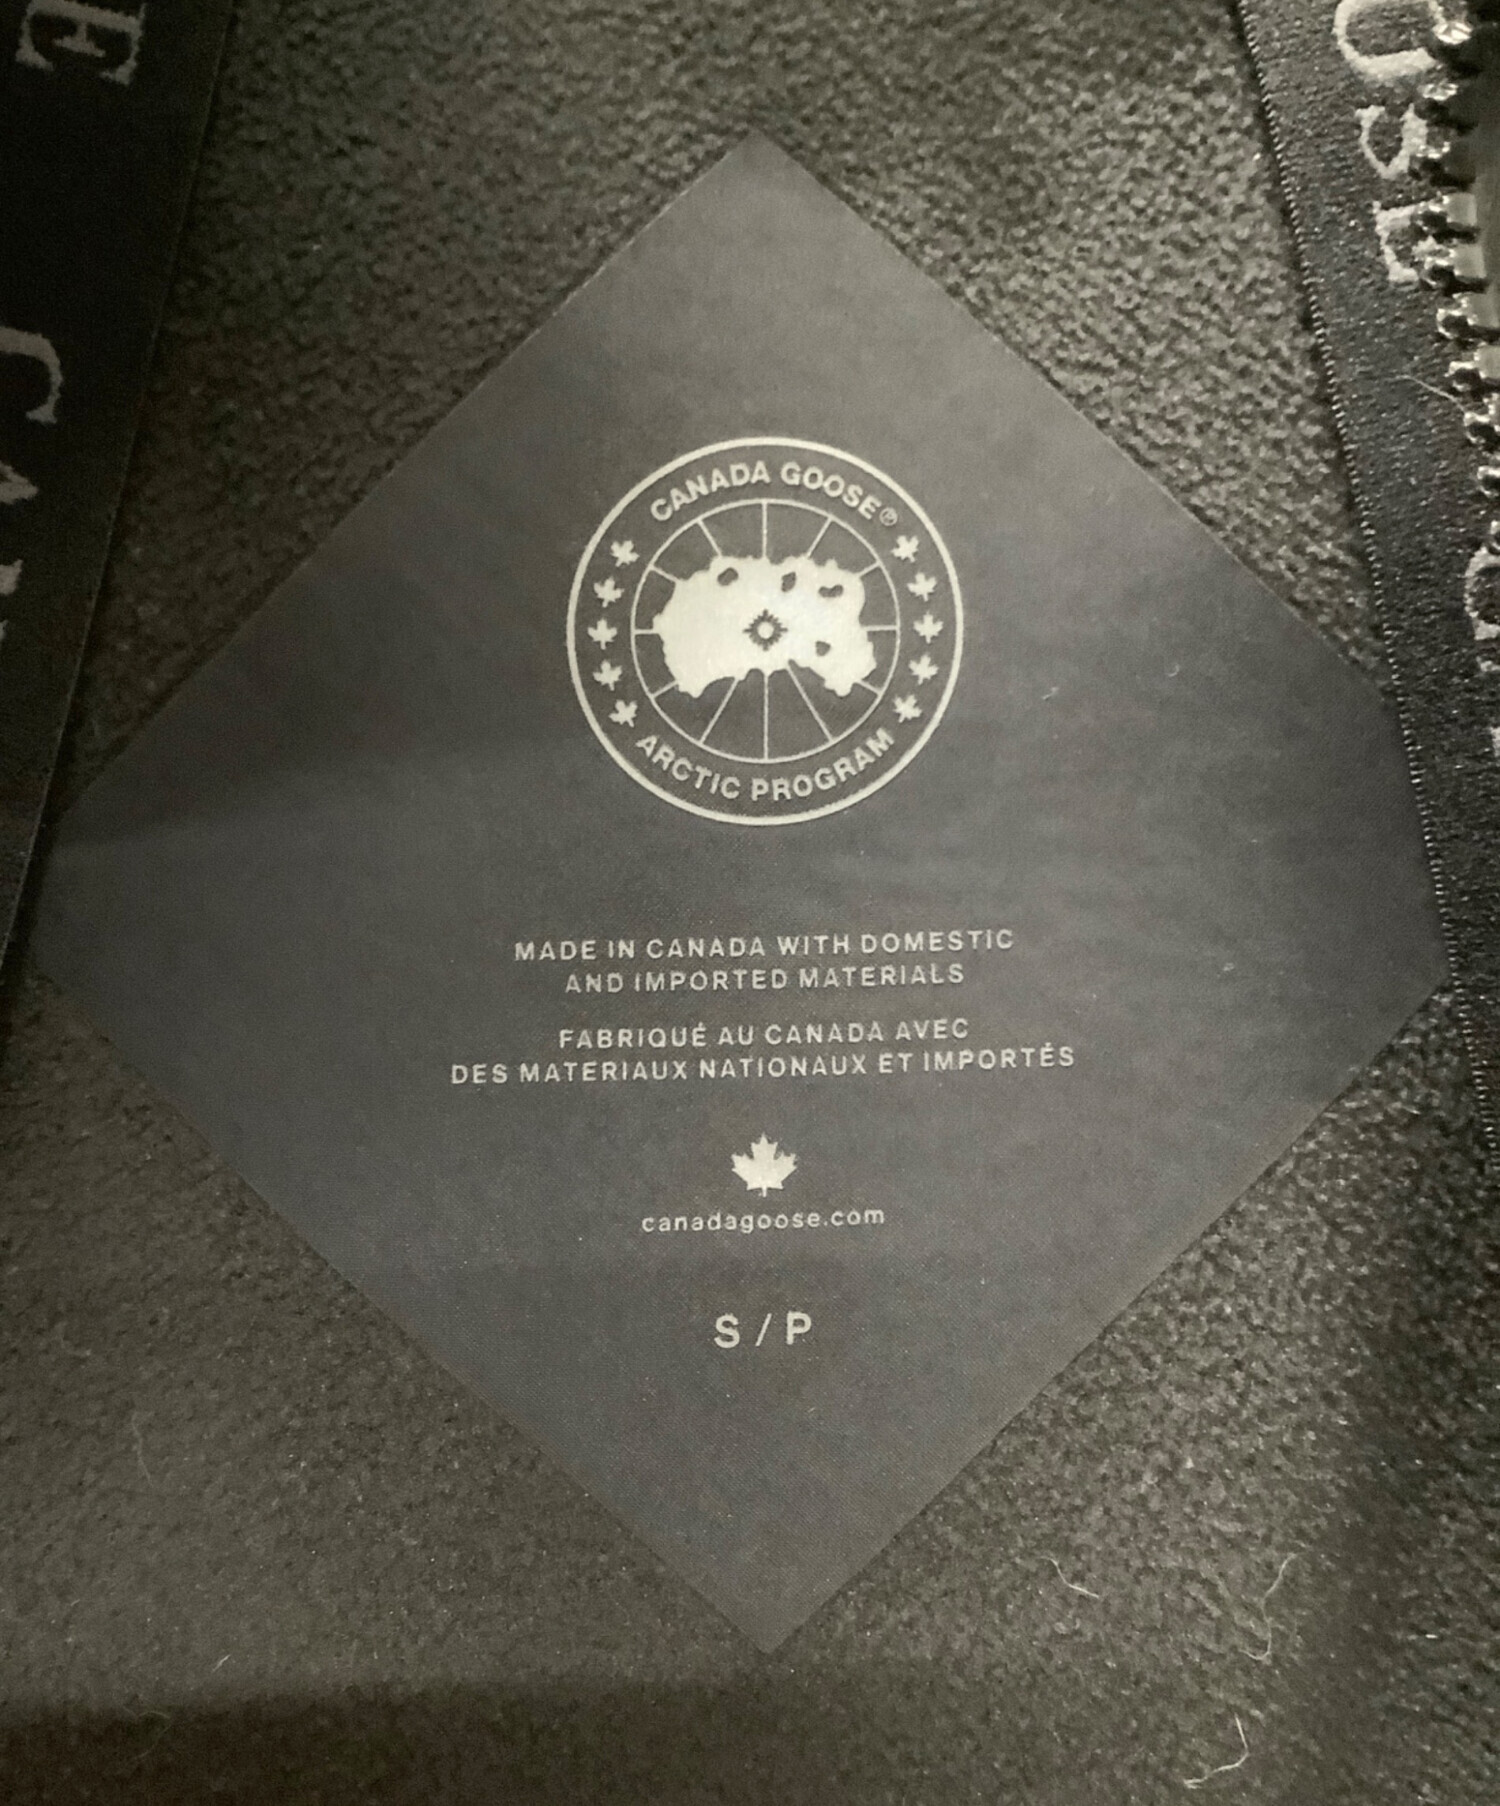 CANADA GOOSE®
ARCTIC PROGRAM
MADE IN CANADA WITH DOMESTIC
AND IMPORTED MATERIALS
FABRIQUÉ AU CANADA AVEC
DES MATERIAUX NATIONAUX ET IMPORTÉS
canadagoose.com
S / P